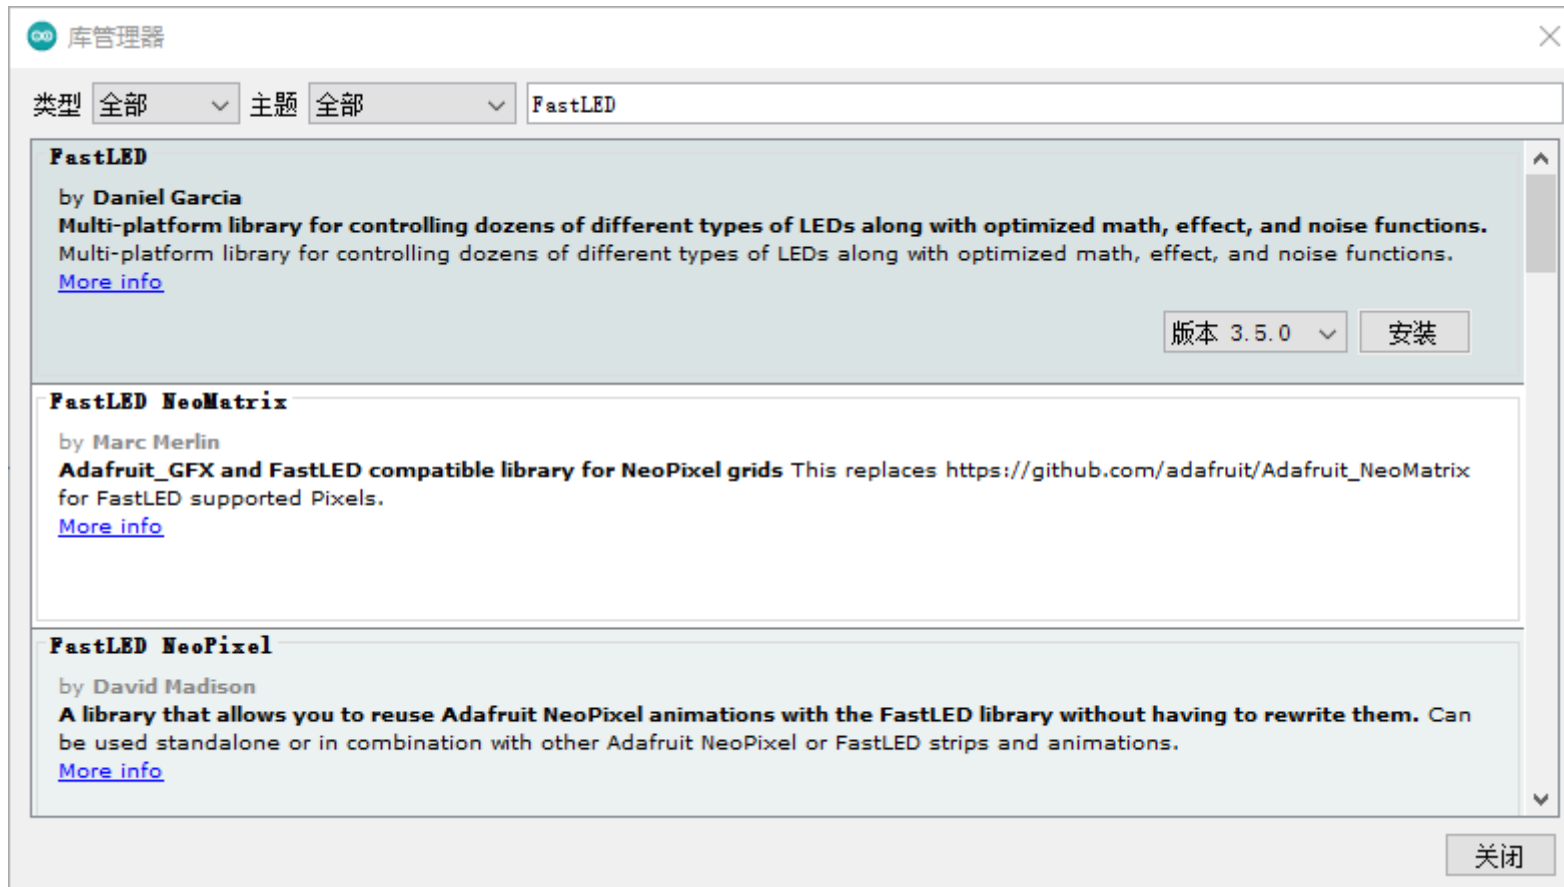 库管理器
类型 全部 主题 全部 FastLED
FastLED
by Daniel Garcia
Multi-platform library for controlling dozens of different types of LEDs along with optimized math, effect, and noise functions.
Multi-platform library for controlling dozens of different types of LEDs along with optimized math, effect, and noise functions.
More info
版本 3.5.0 安装
FastLED NeoMatrix
by Marc Merlin
Adafruit_GFX and FastLED compatible library for NeoPixel grids This replaces https://github.com/adafruit/Adafruit_NeoMatrix
for FastLED supported Pixels.
More info
FastLED NeoPixel
by David Madison
A library that allows you to reuse Adafruit NeoPixel animations with the FastLED library without having to rewrite them. Can
be used standalone or in combination with other Adafruit NeoPixel or FastLED strips and animations.
More info
关闭